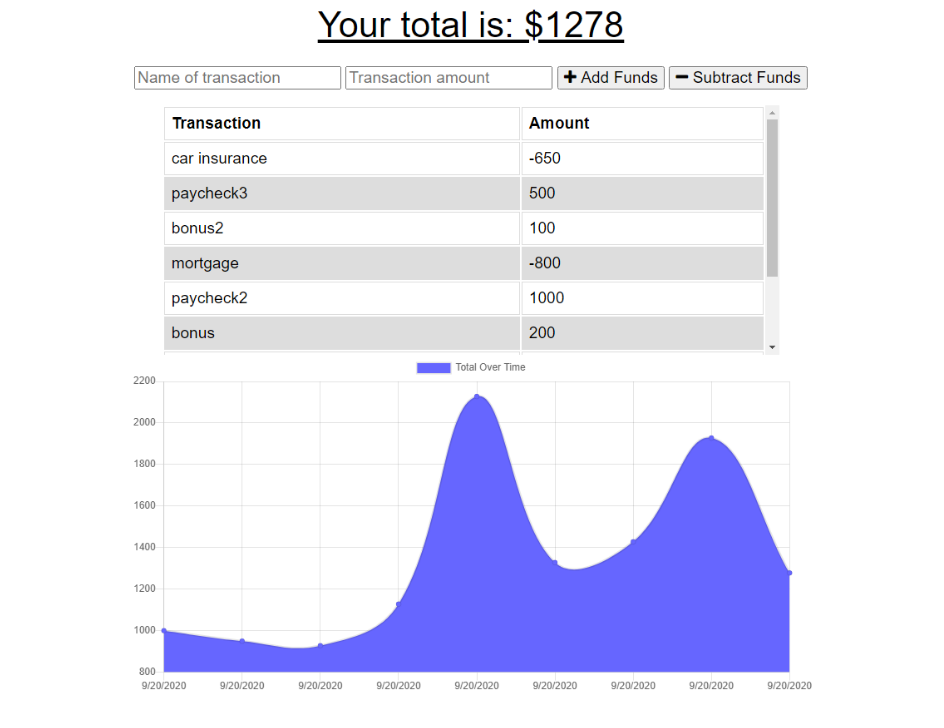 Your total is: $1278
Name of transaction Transaction amount + Add Funds − Subtract Funds
Transaction Amount
car insurance -650
paycheck3 500
bonus2 100
mortgage -800
paycheck2 1000
bonus 200
Total Over Time
2200
2000
1800
1600
1400
1200
1000
800
9/20/2020 9/20/2020 9/20/2020 9/20/2020 9/20/2020 9/20/2020 9/20/2020 9/20/2020 9/20/2020